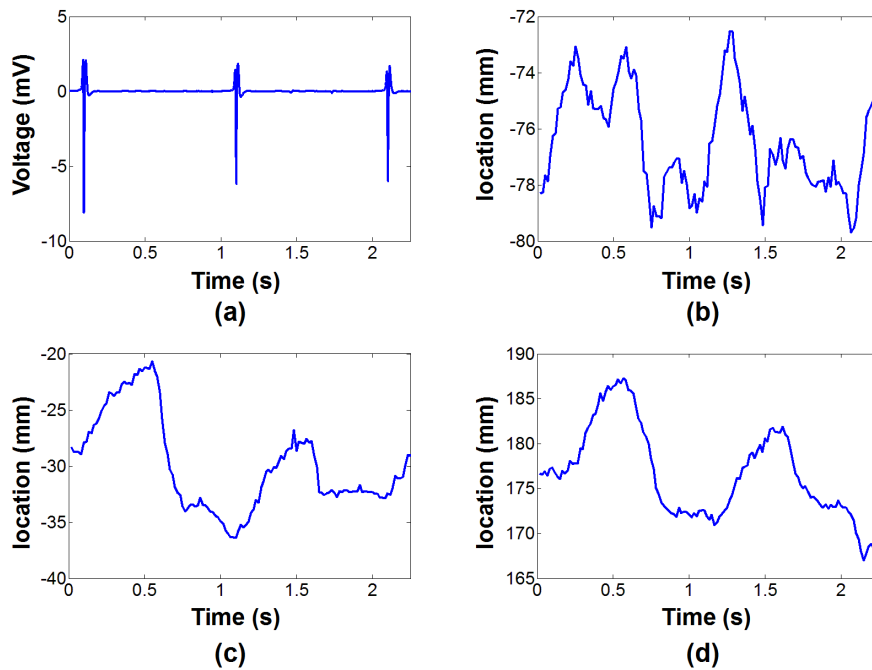 5
0
-5
-10
Voltage (mV)
0 0.5 1 1.5 2
Time (s)
(a)
-72
-74
-76
-78
-80
location (mm)
0 0.5 1 1.5 2
Time (s)
(b)
-20
-25
-30
-35
-40
location (mm)
0 0.5 1 1.5 2
Time (s)
(c)
190
185
180
175
170
165
location (mm)
0 0.5 1 1.5 2
Time (s)
(d)